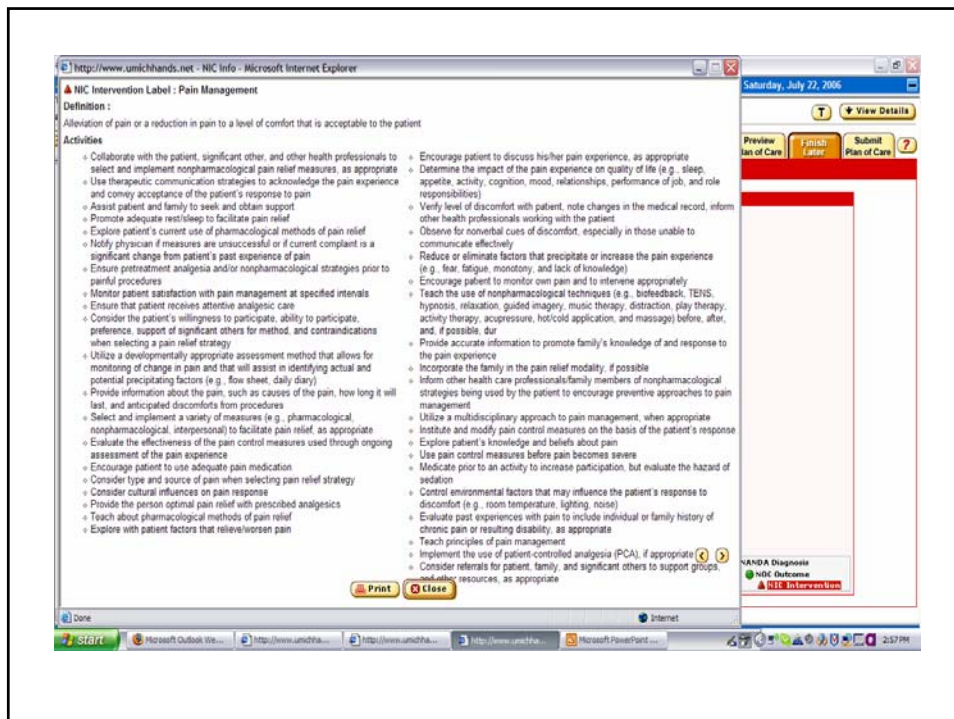 http://www.umichhands.net - NIC Info - Microsoft Internet Explorer
NIC Intervention Label : Pain Management
Definition :
Alleviation of pain or a reduction in pain to a level of comfort that is acceptable to the patient
Activities
Collaborate with the patient, significant other, and other health professionals to
select and implement nonpharmacological pain relief measures, as appropriate
Use therapeutic communication strategies to acknowledge the pain experience
and convey acceptance of the patient's response to pain
Assist patient and family to seek and obtain support
Promote adequate rest/sleep to facilitate pain relief
Explore patient's current use of pharmacological methods of pain relief
Notify physician if measures are unsuccessful or if current complaint is a
significant change from patient's past experience of pain
Ensure pretreatment analgesia and/or nonpharmacological strategies prior to
painful procedures
Monitor patient satisfaction with pain management at specified intervals
Ensure that patient receives attentive analgesic care
Consider the patient's willingness to participate, ability to participate,
preference, support of significant others for method, and contraindications
when selecting a pain relief strategy
Utilize a developmentally appropriate assessment method that allows for
monitoring of change in pain and that will assist in identifying actual and
potential precipitating factors (e.g., flow sheet, daily diary)
Provide information about the pain, such as causes of the pain, how long it will
last, and anticipated discomforts from procedures
Select and implement a variety of measures (e.g., pharmacological,
nonpharmacological, interpersonal) to facilitate pain relief, as appropriate
Evaluate the effectiveness of the pain control measures used through ongoing
assessment of the pain experience
Encourage patient to use adequate pain medication
Consider type and source of pain when selecting pain relief strategy
Consider cultural influences on pain response
Provide the person optimal pain relief with prescribed analgesics
Teach about pharmacological methods of pain relief
Explore with patient factors that relieve/worsen pain
Encourage patient to discuss his/her pain experience, as appropriate
Determine the impact of the pain experience on quality of life (e.g., sleep,
appetite, activity, cognition, mood, relationships, performance of job, and role
responsibilities)
Verify level of discomfort with patient, note changes in the medical record, inform
other health professionals working with the patient
Observe for nonverbal cues of discomfort, especially in those unable to
communicate effectively
Reduce or eliminate factors that precipitate or increase the pain experience
(e.g., fear, fatigue, monotony, and lack of knowledge)
Encourage patient to monitor own pain and to intervene appropriately
Teach the use of nonpharmacological techniques (e.g., biofeedback, TENS,
hypnosis, relaxation, guided imagery, music therapy, distraction, play therapy,
activity therapy, acupressure, hot/cold application, and massage) before, after,
and, if possible, dur
Provide accurate information to promote family's knowledge of and response to
the pain experience
Incorporate the family in the pain relief modality, if possible
Inform other health care professionals/family members of nonpharmacological
strategies being used by the patient to encourage preventive approaches to pain
management
Utilize a multidisciplinary approach to pain management, when appropriate
Institute and modify pain control measures on the basis of the patient's response
Explore patient's knowledge and beliefs about pain
Use pain control measures before pain becomes severe
Medicate prior to an activity to increase participation, but evaluate the hazard of
sedation
Control environmental factors that may influence the patient's response to
discomfort (e.g., room temperature, lighting, noise)
Evaluate past experiences with pain to include individual or family history of
chronic pain or resulting disability, as appropriate
Teach principles of pain management
Implement the use of patient-controlled analgesia (PCA), if appropriate
Consider referrals for patient, family, and significant others to support groups,
and other resources, as appropriate
Print
Close
Done
Internet
Saturday, July 22, 2006
T
View Details
Preview
lan of Care
Finish
Later
Submit
Plan of Care
?
NANDA Diagnosis
NOC Outcome
NIC Intervention
start
Microsoft Outlook We...
http://www.umichha...
http://www.umichha...
http://www.umichha...
Microsoft PowerPoint ...
2:57 PM